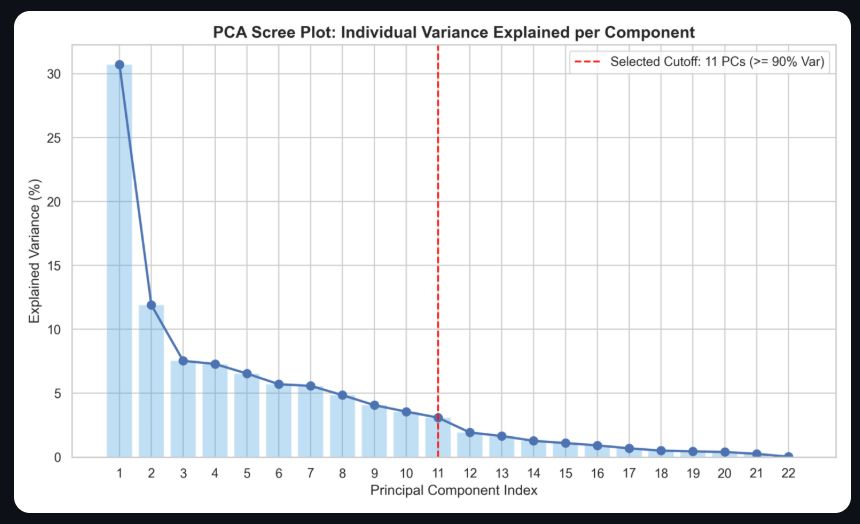 PCA Scree Plot: Individual Variance Explained per Component
Selected Cutoff: 11 PCs (>= 90% Var)
Explained Variance (%)
30
25
20
15
10
5
0
1 2 3 4 5 6 7 8 9 10 11 12 13 14 15 16 17 18 19 20 21 22
Principal Component Index